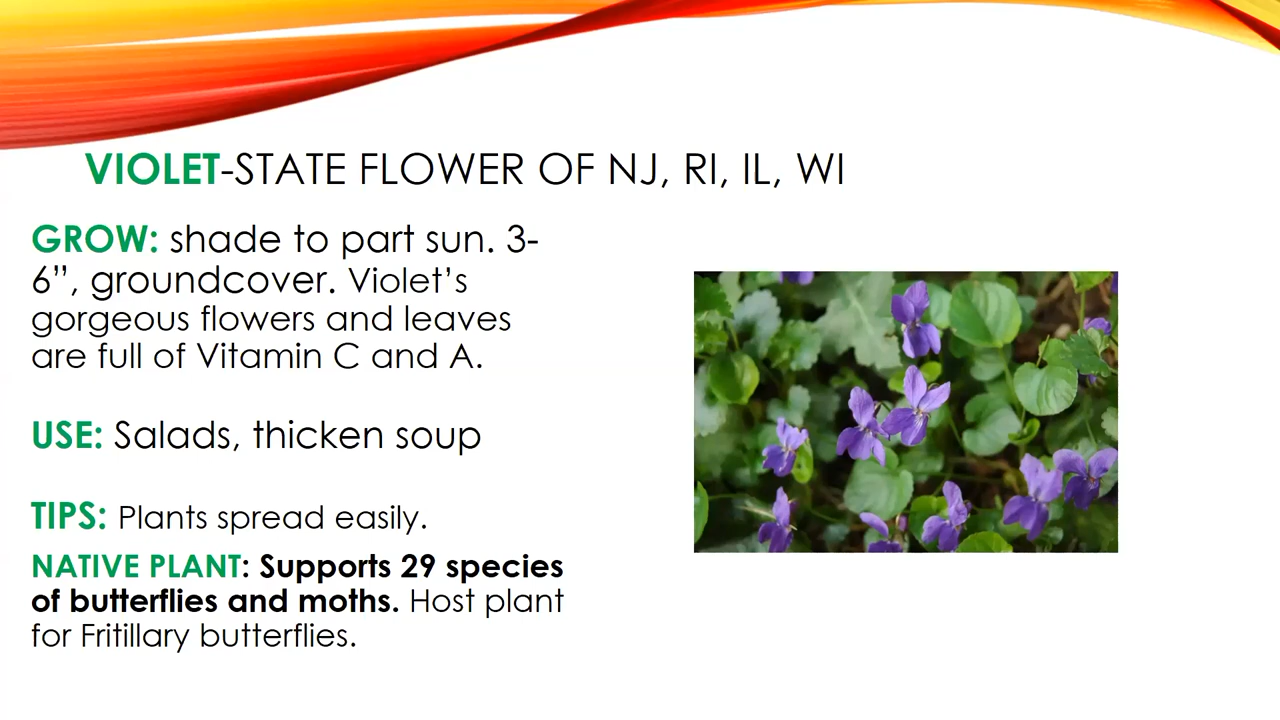 VIOLET-STATE FLOWER OF NJ, RI, IL, WI
GROW: shade to part sun. 3-
6”, groundcover. Violet’s
gorgeous flowers and leaves
are full of Vitamin C and A.
USE: Salads, thicken soup
TIPS: Plants spread easily.
NATIVE PLANT: Supports 29 species
of butterflies and moths. Host plant
for Fritillary butterflies.